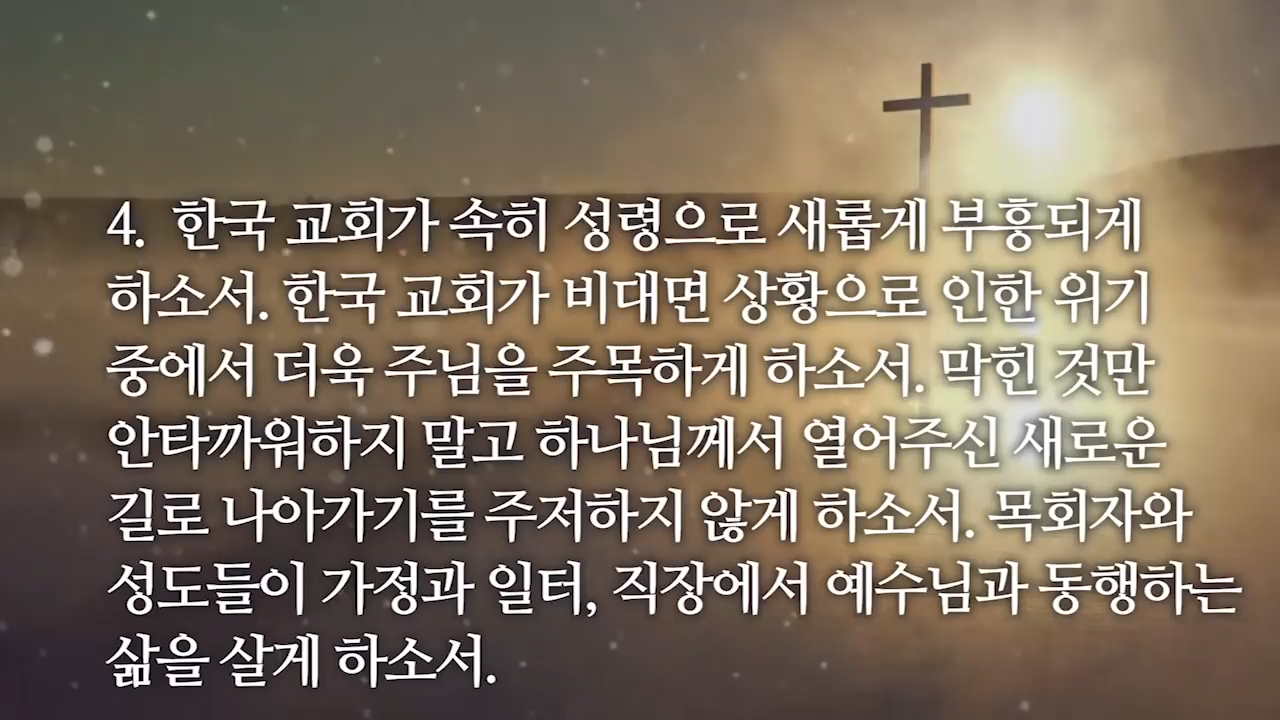 4. 한국 교회가 속히 성령으로 새롭게 부흥되게
하소서. 한국 교회가 비대면 상황으로 인한 위기
중에서 더욱 주님을 주목하게 하소서. 막힌 것만
안타까워하지 말고 하나님께서 열어주신 새로운
길로 나아가기를 주저하지 않게 하소서. 목회자와
성도들이 가정과 일터, 직장에서 예수님과 동행하는
삶을 살게 하소서.